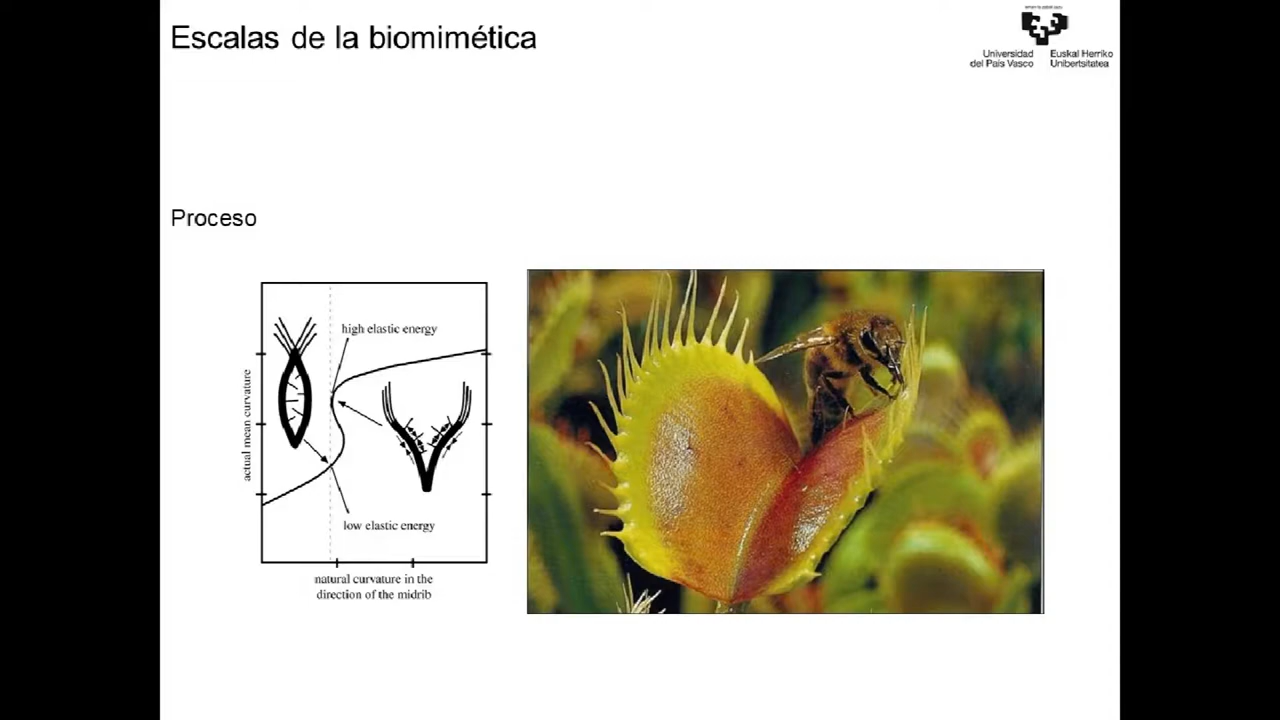 Escalas de la biomimética
Universidad
del País Vasco
Euskal Herriko
Unibertsitatea
Proceso
high elastic energy
actual mean curvature
low elastic energy
natural curvature in the
direction of the midrib